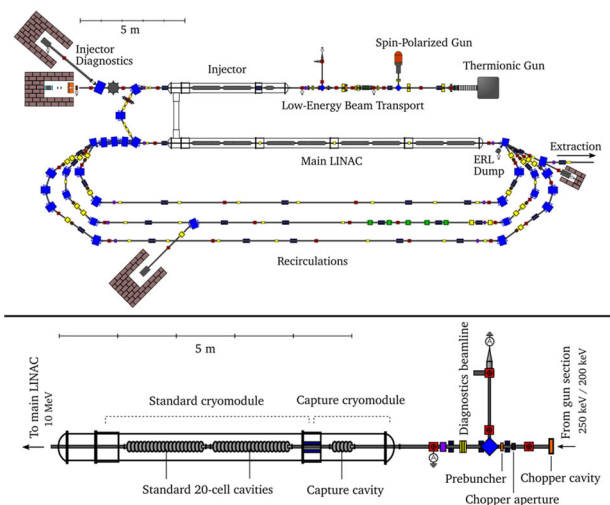 5 m
Injector
Diagnostics
Injector
Spin-Polarized Gun
Thermionic Gun
Low-Energy Beam Transport
Main LINAC
ERL
Dump
Extraction
Recirculations
5 m
To main LINAC
10 MeV
Standard cryomodule
Capture cryomodule
Diagnostics beamline
From gun section
250 keV / 200 keV
Standard 20-cell cavities
Capture cavity
Prebuncher
Chopper aperture
Chopper cavity